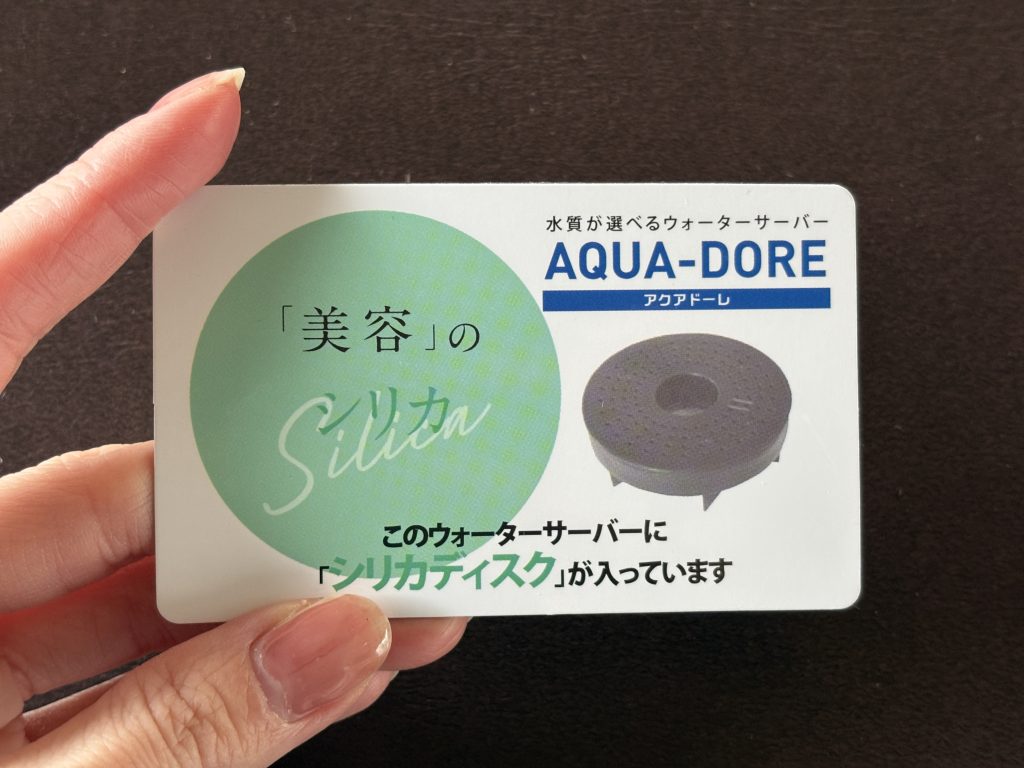 水質が選べるウォーターサーバー
AQUA-DORE
アクアドーレ
「美容」の
シリカ
Silica
このウォーターサーバーに
「シリカディスク」が入っています